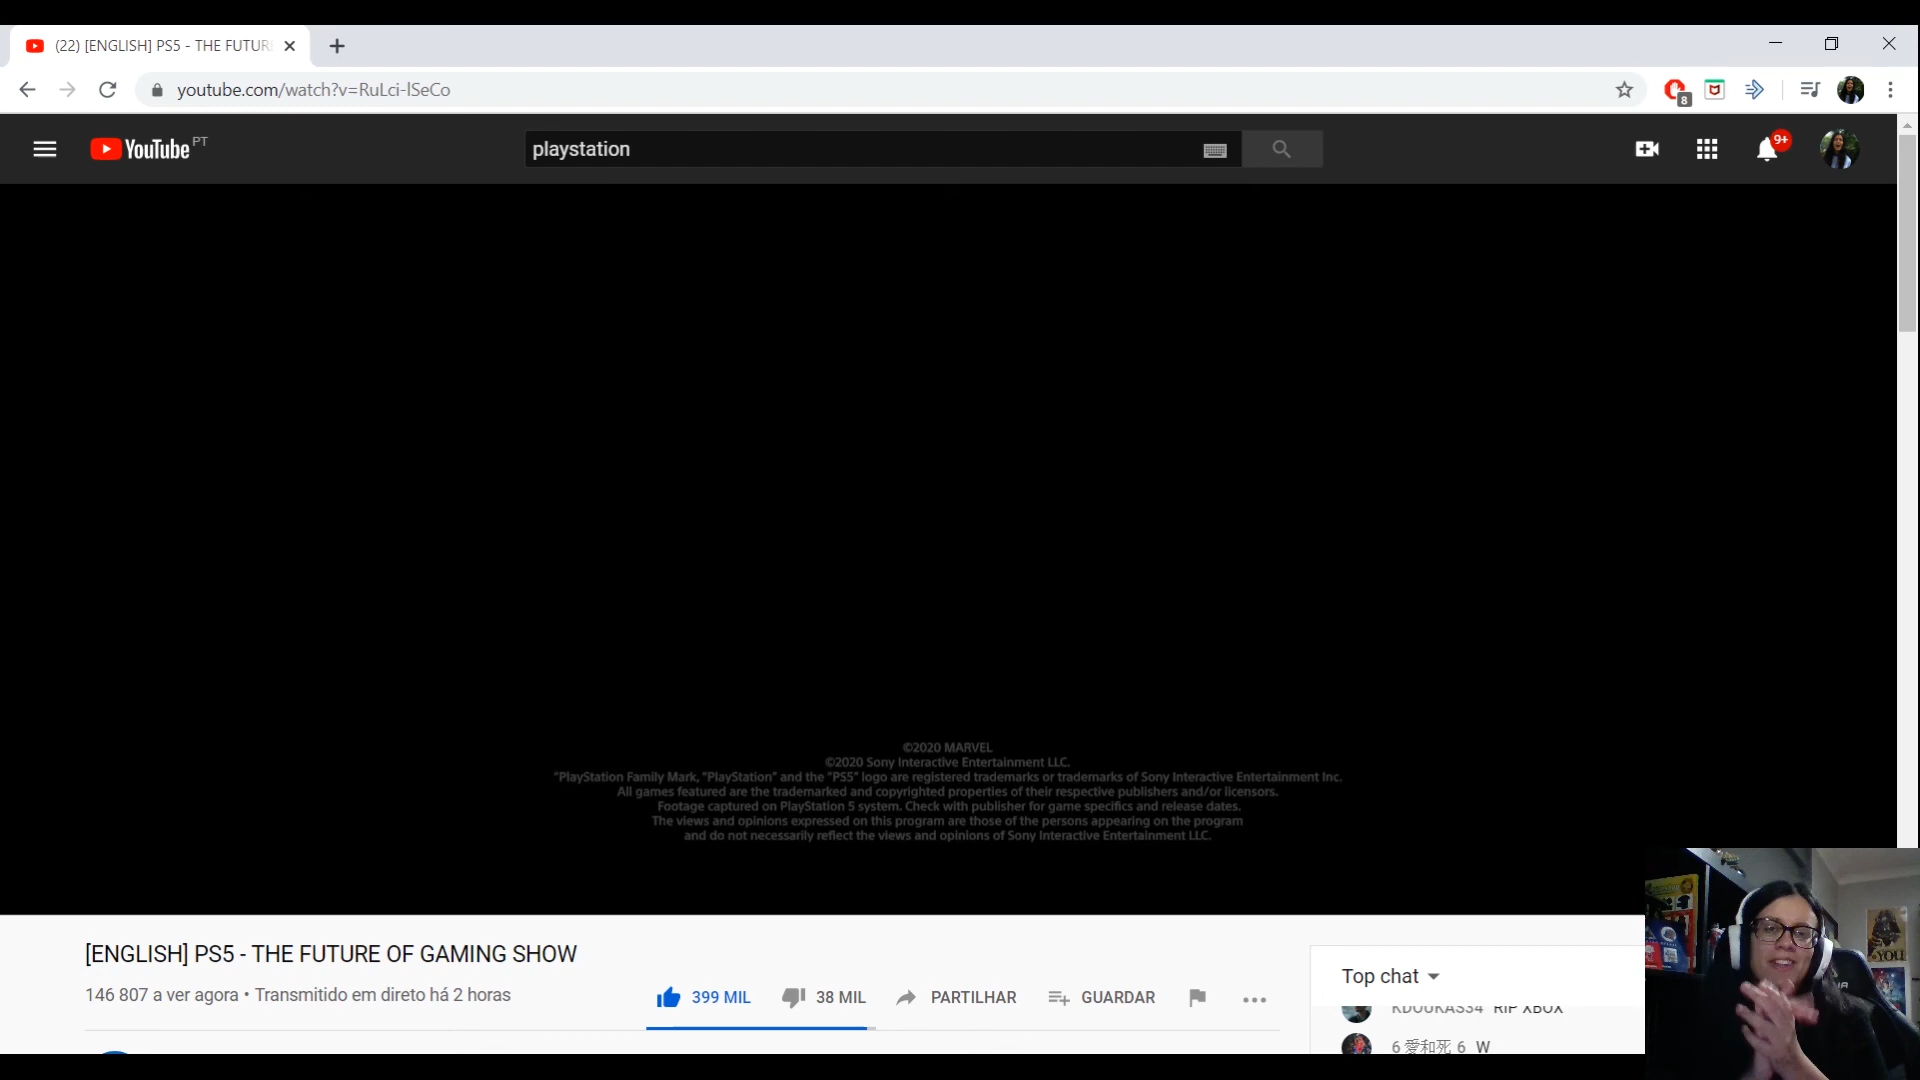 (22) [ENGLISH] PS5 - THE FUTUR
youtube.com/watch?v=RuLci-lSeCo
8
YouTube PT
playstation
9+
©2020 MARVEL
©2020 Sony Interactive Entertainment LLC.
"PlayStation Family Mark, "PlayStation" and the "PS5" logo are registered trademarks or trademarks of Sony Interactive Entertainment Inc.
All games featured are the trademarked and copyrighted properties of their respective publishers and/or licensors.
Footage captured on PlayStation 5 system. Check with publisher for game specifics and release dates.
The views and opinions expressed on this program are those of the persons appearing on the program
and do not necessarily reflect the views and opinions of Sony Interactive Entertainment LLC.
[ENGLISH] PS5 - THE FUTURE OF GAMING SHOW
146 807 a ver agora • Transmitido em direto há 2 horas
399 MIL
38 MIL
PARTILHAR
GUARDAR
Top chat
KDOUKAS34 RIP XBOX
6 愛和死 6 W
YOU